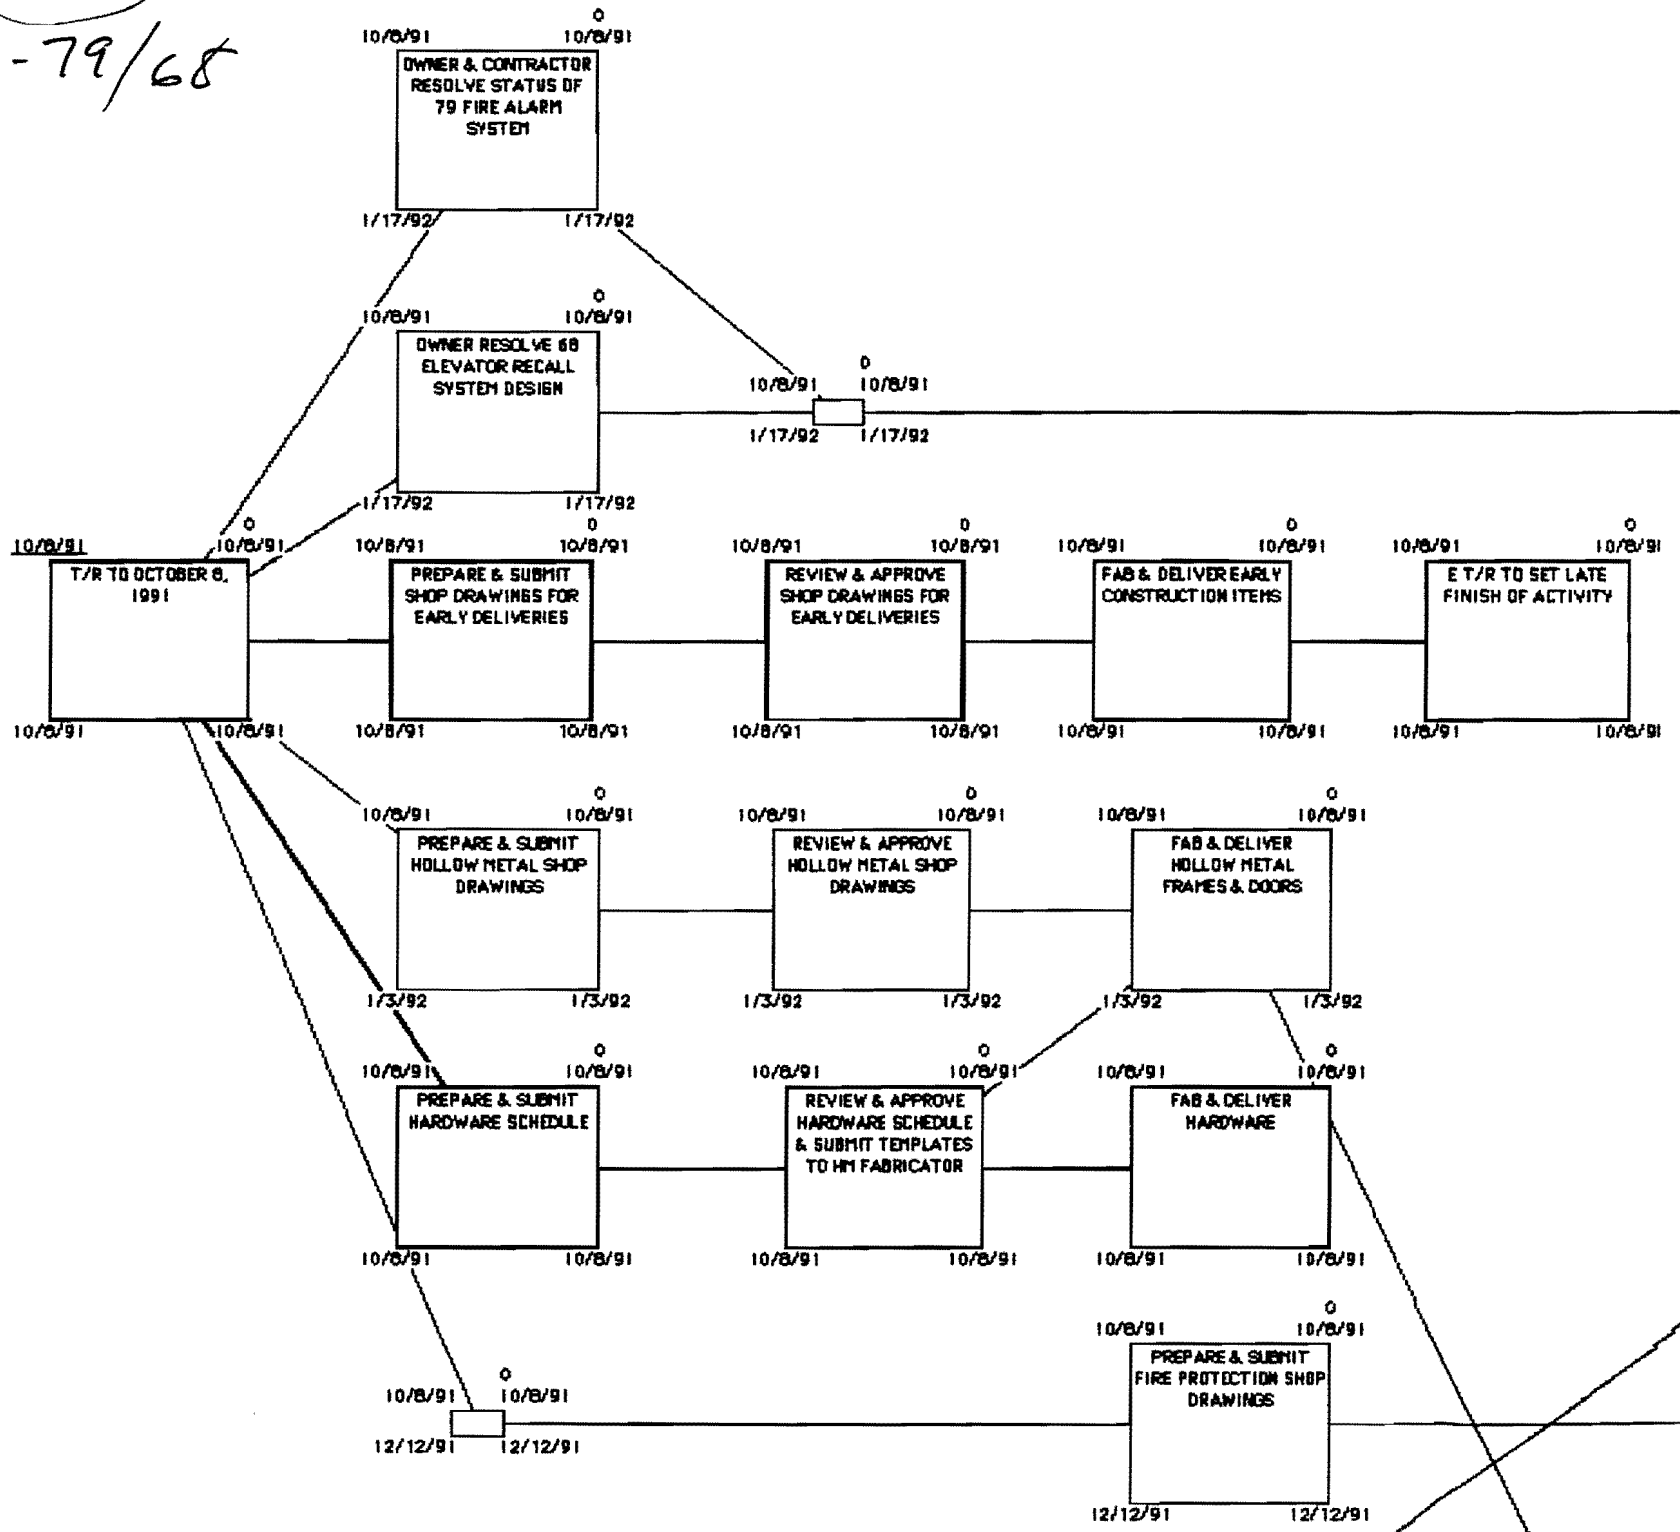 -79/68
0
10/8/91 10/8/91
OWNER & CONTRACTOR
RESOLVE STATUS OF
79 FIRE ALARM
SYSTEM
1/17/92 1/17/92
0
10/8/91 10/8/91
OWNER RESOLVE 68
ELEVATOR RECALL
SYSTEM DESIGN
1/17/92 1/17/92
0
10/8/91 10/8/91
1/17/92 1/17/92
0
10/8/91 10/8/91
T/R TO OCTOBER 8,
1991
10/8/91 10/8/91
0
10/8/91 10/8/91
PREPARE & SUBMIT
SHOP DRAWINGS FOR
EARLY DELIVERIES
10/8/91 10/8/91
0
10/8/91 10/8/91
REVIEW & APPROVE
SHOP DRAWINGS FOR
EARLY DELIVERIES
10/8/91 10/8/91
0
10/8/91 10/8/91
FAB & DELIVER EARLY
CONSTRUCTION ITEMS
10/8/91 10/8/91
0
10/8/91 10/8/91
E T/R TO SET LATE
FINISH OF ACTIVITY
10/8/91 10/8/91
0
10/8/91 10/8/91
PREPARE & SUBMIT
HOLLOW METAL SHOP
DRAWINGS
1/3/92 1/3/92
0
10/8/91 10/8/91
REVIEW & APPROVE
HOLLOW METAL SHOP
DRAWINGS
1/3/92 1/3/92
0
10/8/91 10/8/91
FAB & DELIVER
HOLLOW METAL
FRAMES & DOORS
1/3/92 1/3/92
0
10/8/91 10/8/91
PREPARE & SUBMIT
HARDWARE SCHEDULE
10/8/91 10/8/91
0
10/8/91 10/8/91
REVIEW & APPROVE
HARDWARE SCHEDULE
& SUBMIT TEMPLATES
TO HM FABRICATOR
10/8/91 10/8/91
0
10/8/91 10/8/91
FAB & DELIVER
HARDWARE
10/8/91 10/8/91
0
10/8/91 10/8/91
12/12/91 12/12/91
0
10/8/91 10/8/91
PREPARE & SUBMIT
FIRE PROTECTION SHOP
DRAWINGS
12/12/91 12/12/91